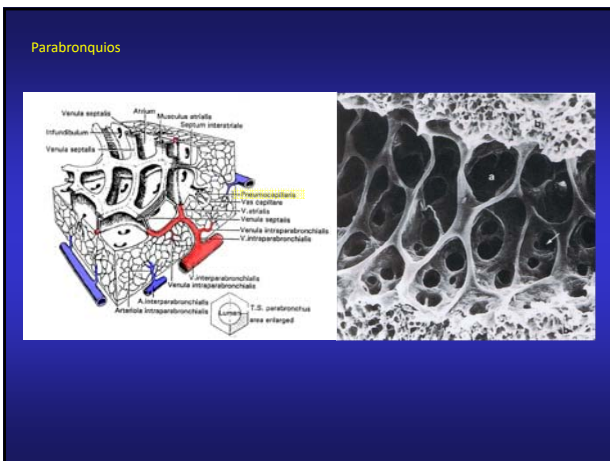 Parabronquios
Venula septalis
Atrium
Musculus atrialis
Septum interatriale
Infundibulum
Venula septalis
Pneumocapillaris
Vas capillare
V.atrialis
Venula septalis
Venula intraparabronchialis
V.intraparabronchialis
V.interparabronchialis
Venula intraparabronchialis
A.interparabronchialis
Arteriola intraparabronchialis
Lumen
T.S. parabronchus
area enlarged
a